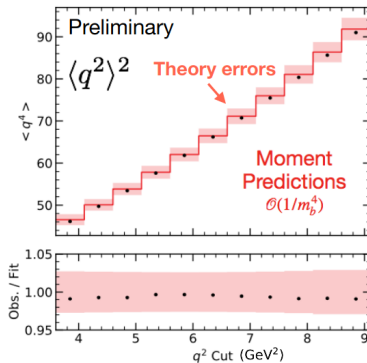 Preliminary
⟨q²⟩²
Theory errors
Moment
Predictions
𝒪(1/m_b⁴)
< q⁴ >
90
80
70
60
50
Obs. / Fit
1.05
1.00
0.95
4 5 6 7 8 9
q² Cut (GeV²)